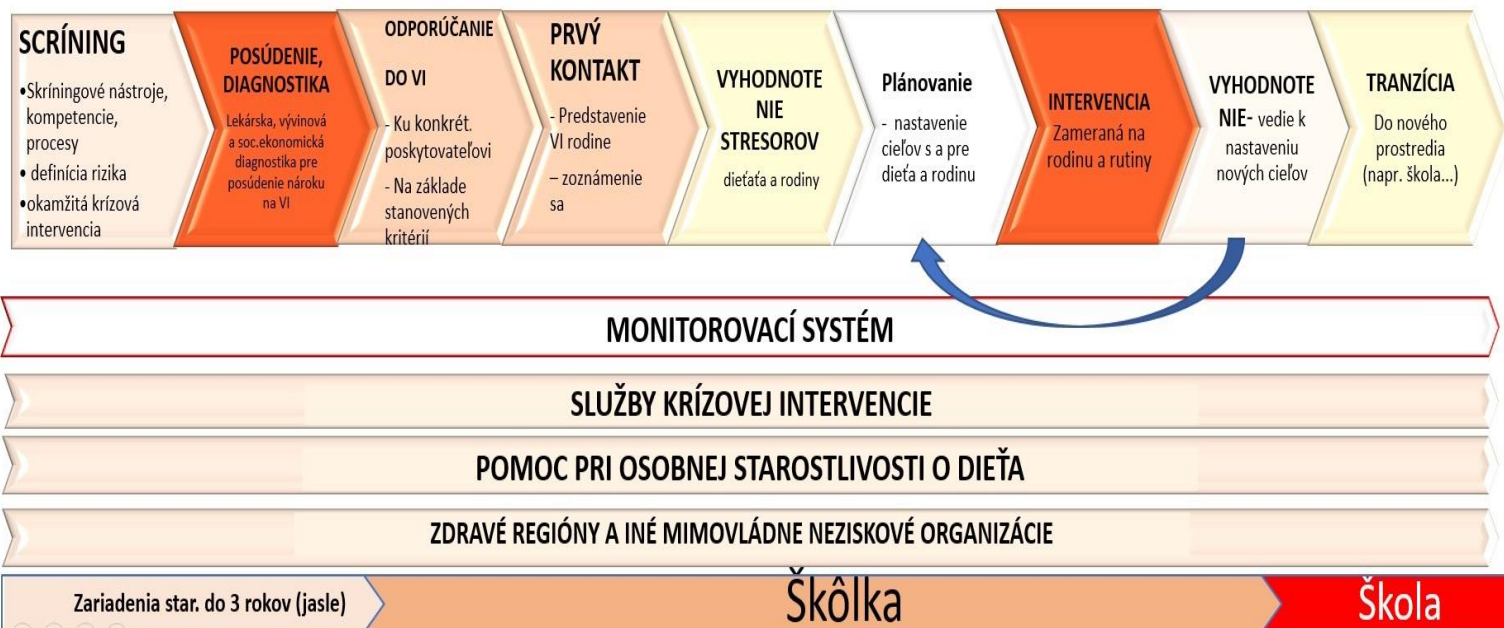 SCRÍNING
•Skríningové nástroje,
kompetencie,
procesy
• definícia rizika
•okamžitá krízová
intervencia
POSÚDENIE,
DIAGNOSTIKA
Lekárska, vývinová
a soc.ekonomická
diagnostika pre
posúdenie nároku
na VI
ODPORÚČANIE
DO VI
- Ku konkrét.
poskytovateľovi
- Na základe
stanovených
kritérií
PRVÝ
KONTAKT
- Predstavenie
VI rodine
– zoznámenie
sa
VYHODNOTE
NIE
STRESOROV
dieťaťa a rodiny
Plánovanie
- nastavenie
cieľov s a pre
dieťa a rodinu
INTERVENCIA
Zameraná na
rodinu a rutiny
VYHODNOTE
NIE- vedie k
nastaveniu
nových cieľov
TRANZÍCIA
Do nového
prostredia
(napr. škola...)
MONITOROVACÍ SYSTÉM
SLUŽBY KRÍZOVEJ INTERVENCIE
POMOC PRI OSOBNEJ STAROSTLIVOSTI O DIEŤA
ZDRAVÉ REGIÓNY A INÉ MIMOVLÁDNE NEZISKOVÉ ORGANIZÁCIE
Zariadenia star. do 3 rokov (jasle)
Škôlka
Škola